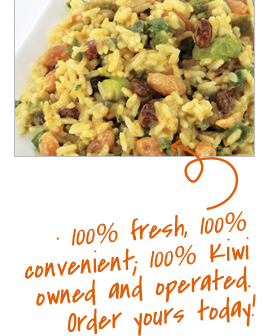 100% fresh, 100%
convenient; 100% Kiwi
owned and operated.
Order yours today!